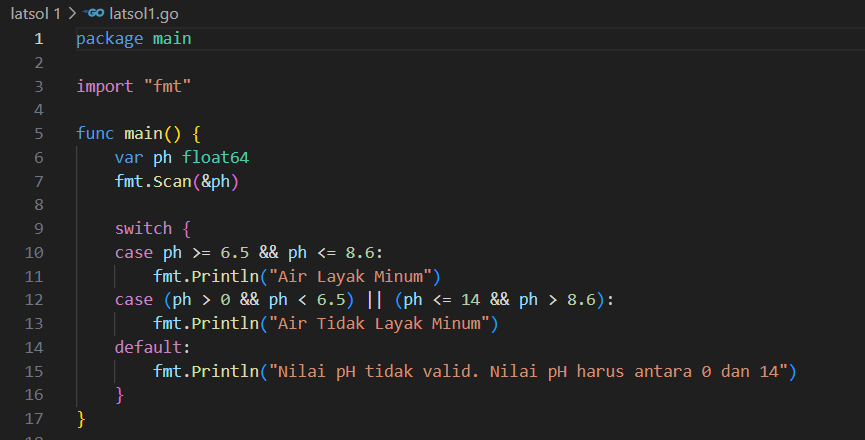 latsol 1 > GO latsol1.go
1 package main
2
3 import "fmt"
4
5 func main() {
6     var ph float64
7     fmt.Scan(&ph)
8
9     switch {
10     case ph >= 6.5 && ph <= 8.6:
11         fmt.Println("Air Layak Minum")
12     case (ph > 0 && ph < 6.5) || (ph <= 14 && ph > 8.6):
13         fmt.Println("Air Tidak Layak Minum")
14     default:
15         fmt.Println("Nilai pH tidak valid. Nilai pH harus antara 0 dan 14")
16     }
17 }
18